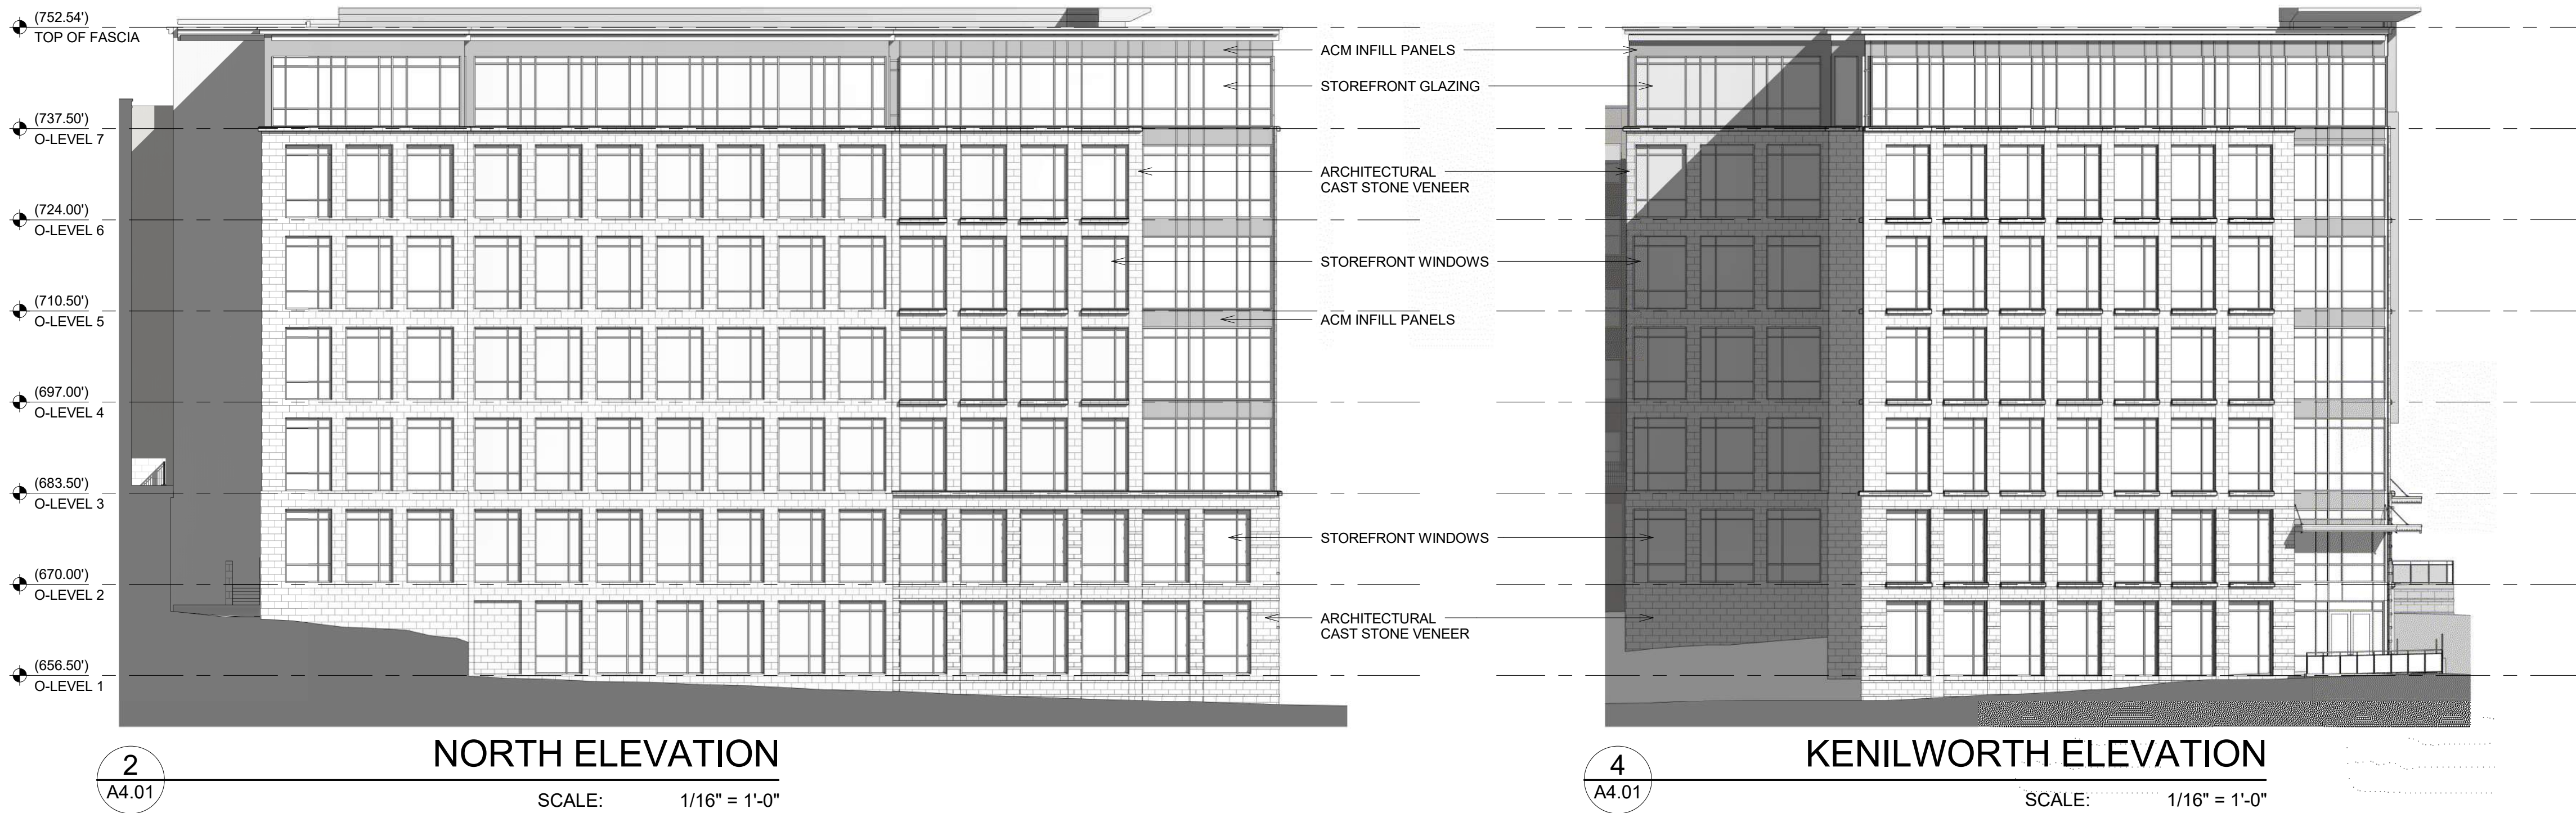 (752.54')
TOP OF FASCIA
(737.50')
O-LEVEL 7
(724.00')
O-LEVEL 6
(710.50')
O-LEVEL 5
(697.00')
O-LEVEL 4
(683.50')
O-LEVEL 3
(670.00')
O-LEVEL 2
(656.50')
O-LEVEL 1
ACM INFILL PANELS
STOREFRONT GLAZING
ARCHITECTURAL
CAST STONE VENEER
STOREFRONT WINDOWS
ACM INFILL PANELS
STOREFRONT WINDOWS
ARCHITECTURAL
CAST STONE VENEER
2
A4.01
NORTH ELEVATION
SCALE: 1/16" = 1'-0"
4
A4.01
KENILWORTH ELEVATION
SCALE: 1/16" = 1'-0"